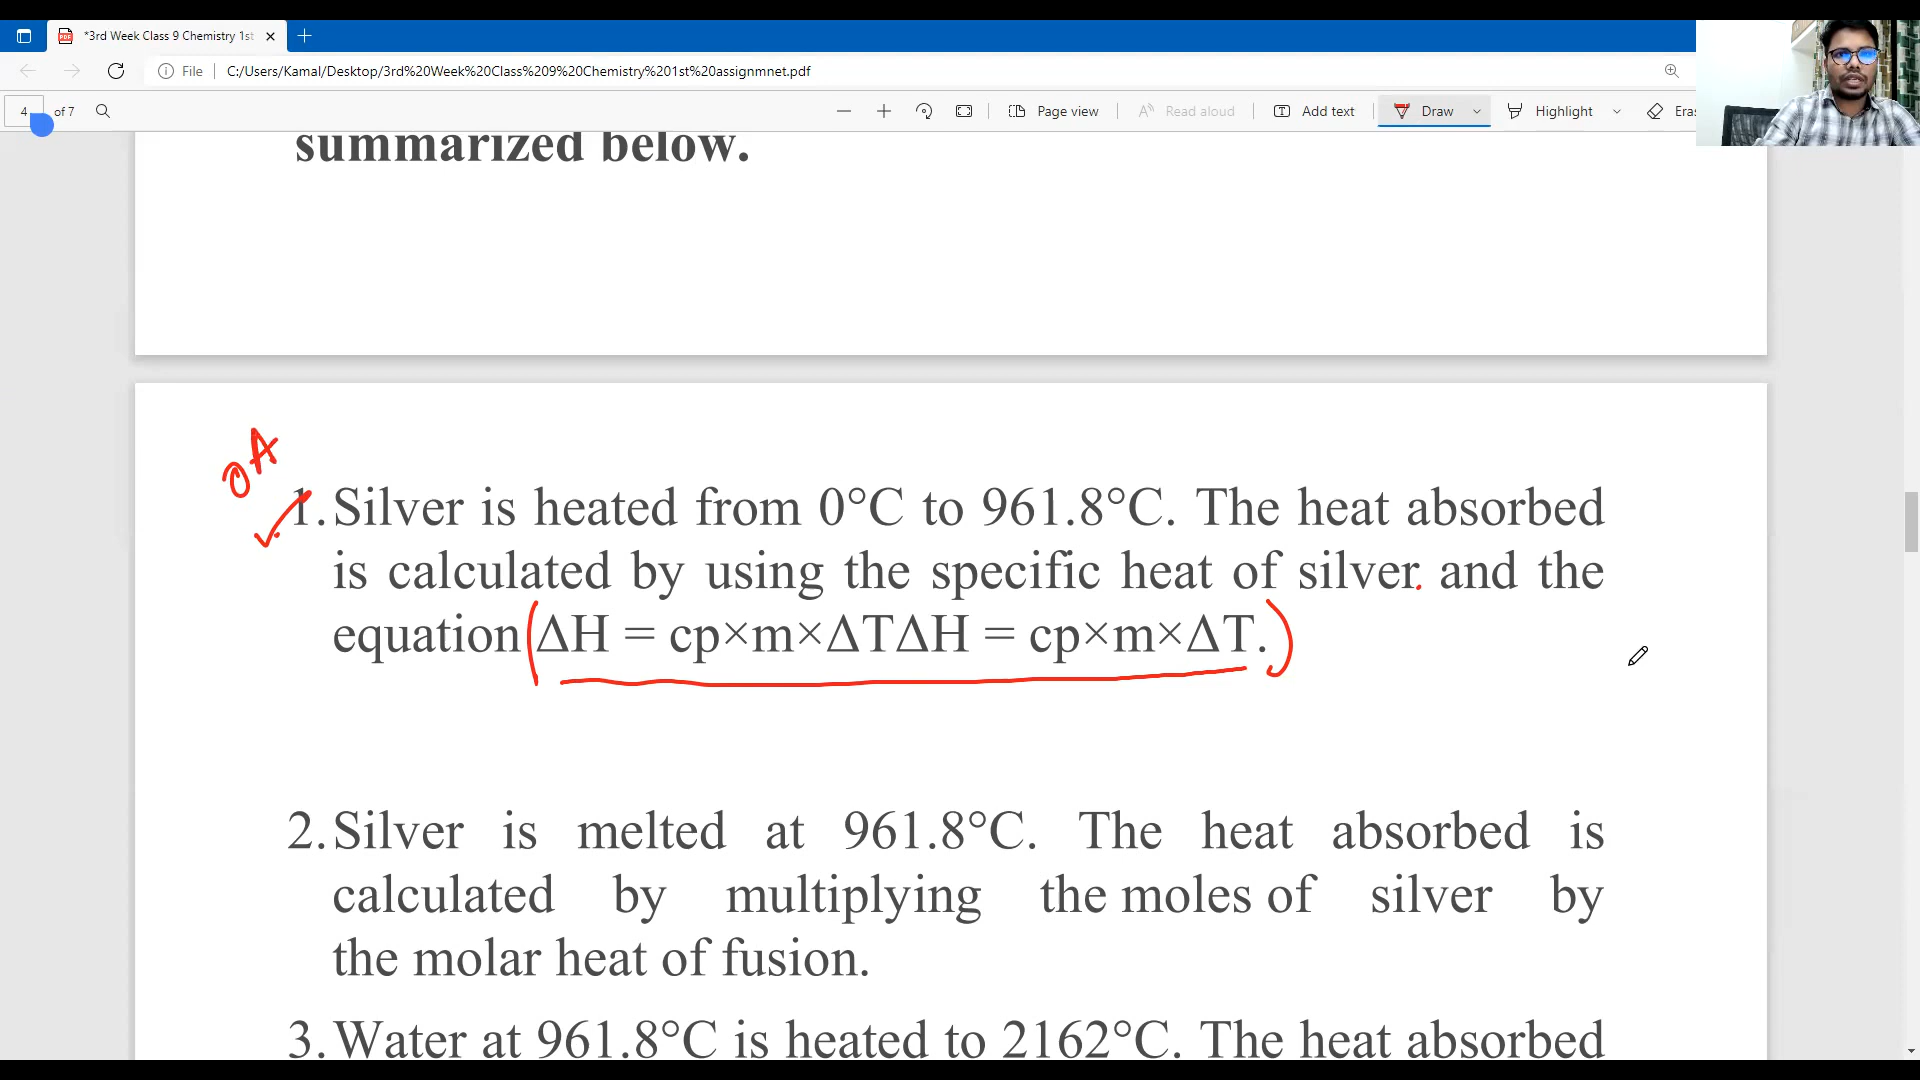 *3rd Week Class 9 Chemistry 1st
File
C:/Users/Kamal/Desktop/3rd%20Week%20Class%209%20Chemistry%201st%20assignmnet.pdf
4 of 7
Page view
Read aloud
Add text
Draw
Highlight
Eras
summarized below.
OA
1. Silver is heated from 0°C to 961.8°C. The heat absorbed
is calculated by using the specific heat of silver. and the
equation (ΔH = cp×m×ΔTΔH = cp×m×ΔT.)
2. Silver is melted at 961.8°C. The heat absorbed is
calculated by multiplying the moles of silver by
the molar heat of fusion.
3. Water at 961.8°C is heated to 2162°C. The heat absorbed